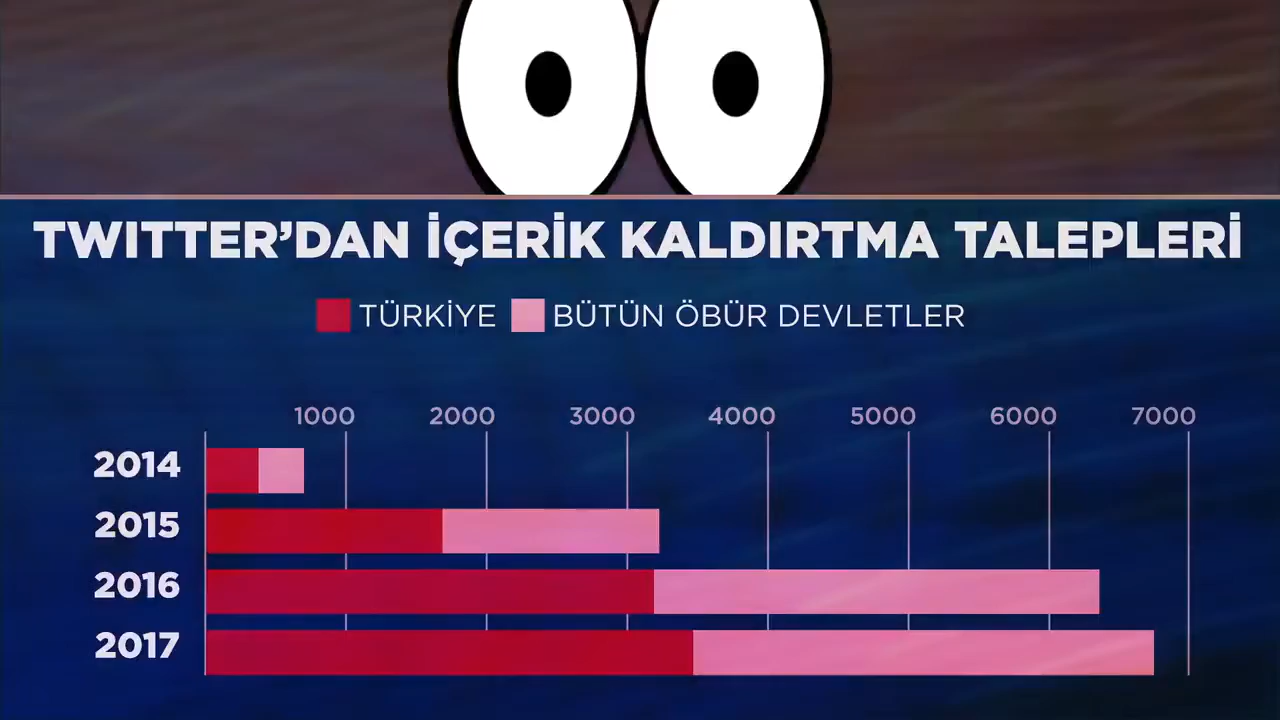 TWITTER’DAN İÇERİK KALDIRTMA TALEPLERİ
TÜRKİYE BÜTÜN ÖBÜR DEVLETLER
1000 2000 3000 4000 5000 6000 7000
2014
2015
2016
2017